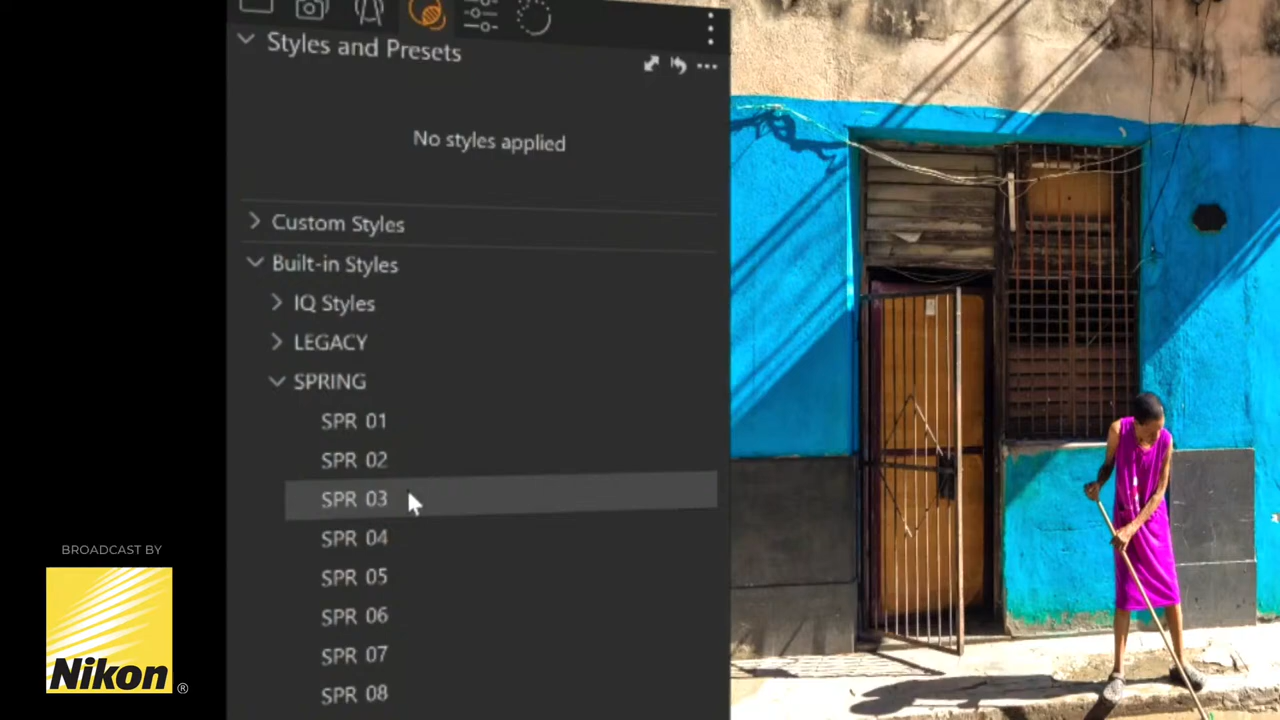 Styles and Presets
No styles applied
Custom Styles
Built-in Styles
IQ Styles
LEGACY
SPRING
SPR 01
SPR 02
SPR 03
SPR 04
SPR 05
SPR 06
SPR 07
SPR 08
BROADCAST BY
Nikon®